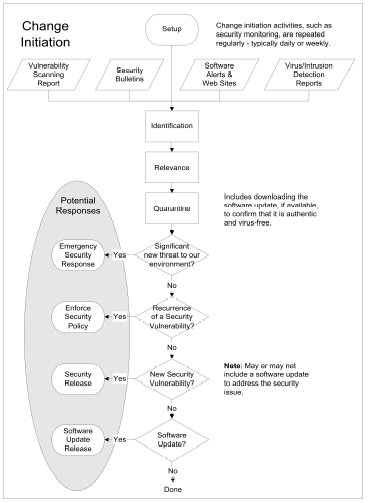 Change
Initiation
Setup
Change initiation activities, such as
security monitoring, are repeated
regularly - typically daily or weekly.
Vulnerability
Scanning
Report
Security
Bulletins
Software
Alerts &
Web Sites
Virus/Intrusion
Detection
Reports
Identification
Relevance
Quarantine
Includes downloading the
software update, if available,
to confirm that it is authentic
and virus-free.
Potential
Responses
Emergency
Security
Response
Yes
Significant
new threat to our
environment?
No
Enforce
Security
Policy
Yes
Recurrence
of a Security
Vulnerability?
No
Security
Release
Yes
New Security
Vulnerability?
Note: May or may not
include a software update
to address the security
issue.
No
Software
Update
Release
Yes
Software
Update?
No
Done